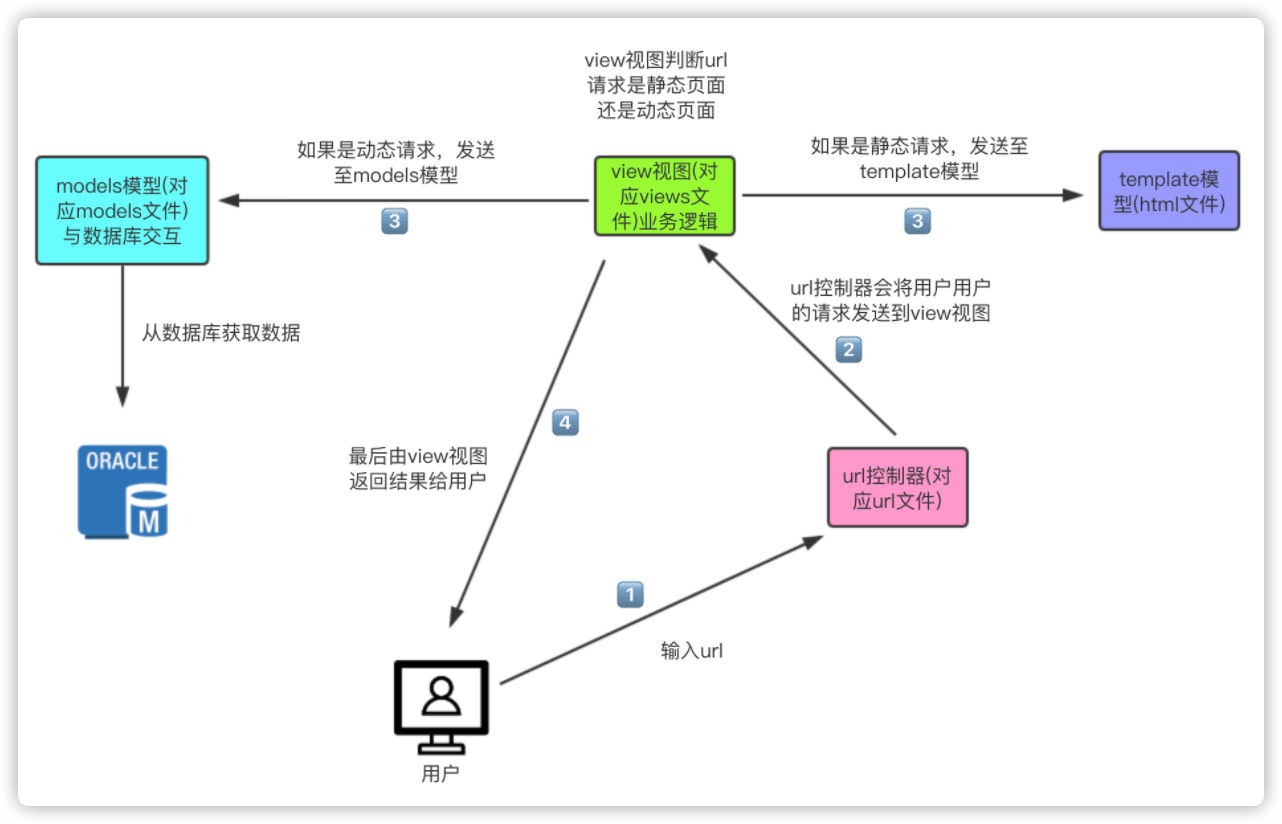 view视图判断url
请求是静态页面
还是动态页面
如果是动态请求，发送
至models模型
3
models模型(对
应models文件)
与数据库交互
view视图(对
应views文
件)业务逻辑
如果是静态请求，发送至
template模型
3
template模
型(html文件)
url控制器会将用户用户
的请求发送到view视图
2
从数据库获取数据
ORACLE
M
4
最后由view视图
返回结果给用户
url控制器(对
应url文件)
1
输入url
用户